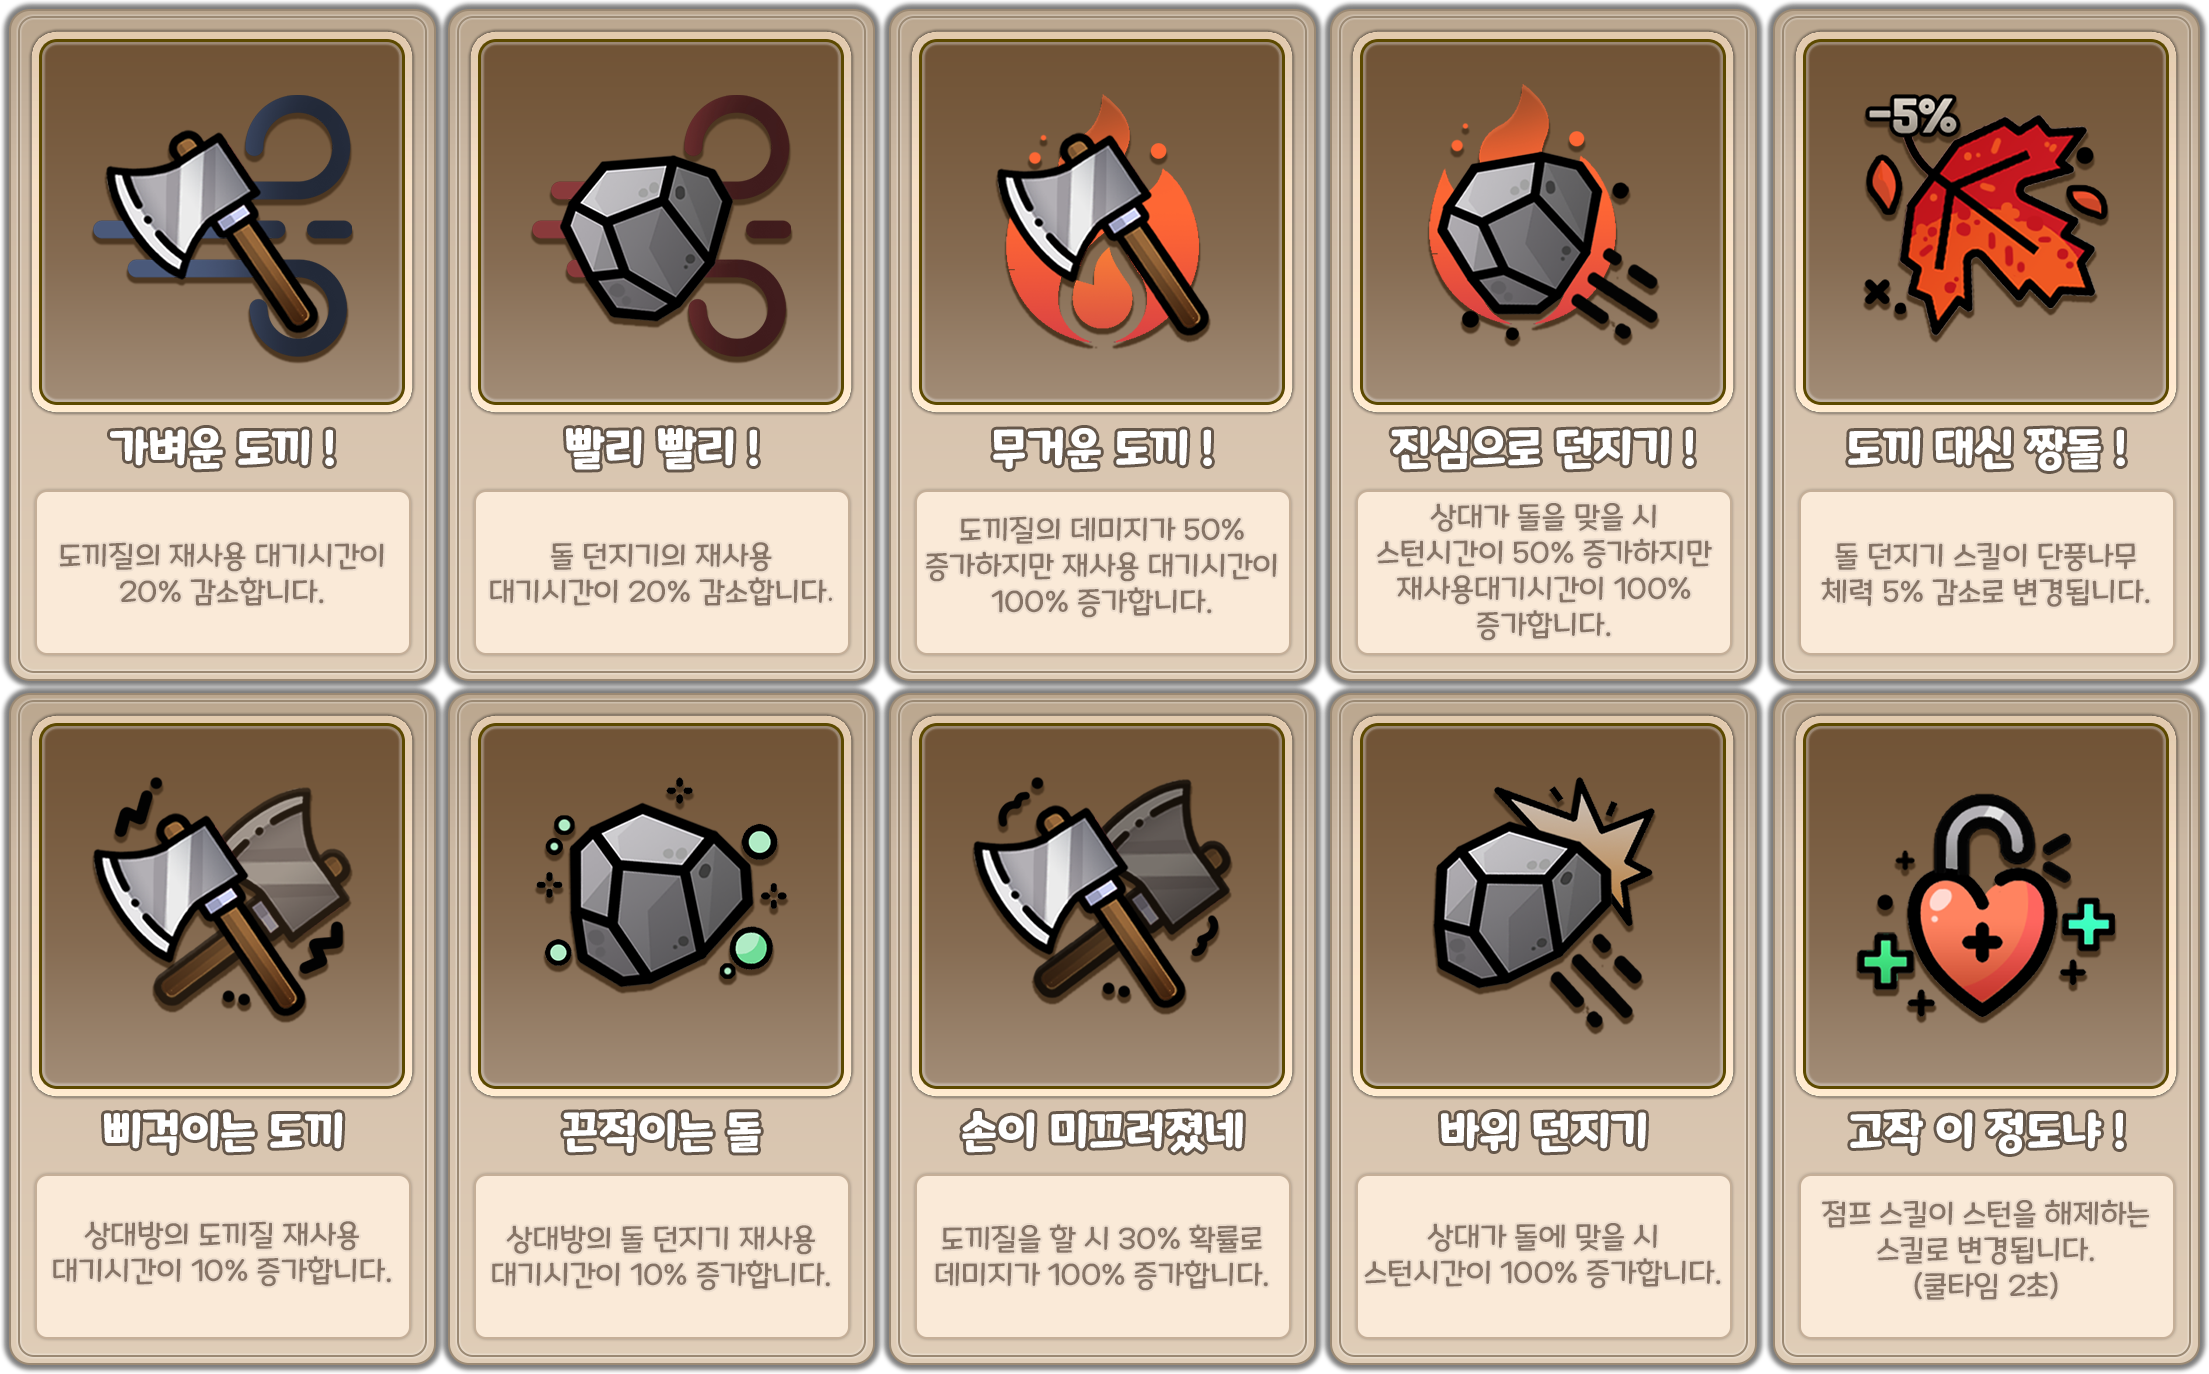 가벼운 도끼 !
도끼질의 재사용 대기시간이
20% 감소합니다.
빨리 빨리 !
돌 던지기의 재사용
대기시간이 20% 감소합니다.
무거운 도끼 !
도끼질의 데미지가 50%
증가하지만 재사용 대기시간이
100% 증가합니다.
진심으로 던지기 !
상대가 돌을 맞을 시
스턴시간이 50% 증가하지만
재사용대기시간이 100%
증가합니다.
-5%
도끼 대신 짱돌 !
돌 던지기 스킬이 단풍나무
체력 5% 감소로 변경됩니다.
삐걱이는 도끼
상대방의 도끼질 재사용
대기시간이 10% 증가합니다.
끈적이는 돌
상대방의 돌 던지기 재사용
대기시간이 10% 증가합니다.
손이 미끄러졌네
도끼질을 할 시 30% 확률로
데미지가 100% 증가합니다.
바위 던지기
상대가 돌에 맞을 시
스턴시간이 100% 증가합니다.
고작 이 정도냐 !
점프 스킬이 스턴을 해제하는
스킬로 변경됩니다.
(쿨타임 2초)